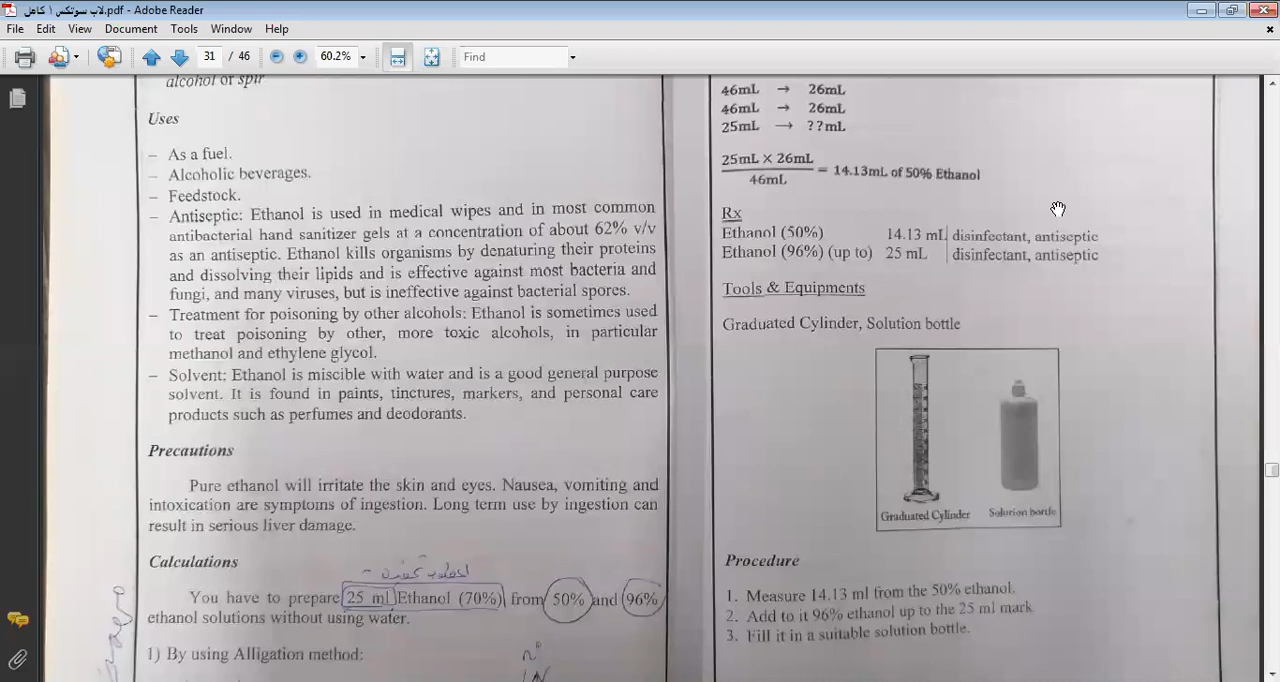 لاب سوتكس ١ كاهل.pdf - Adobe Reader
File Edit View Document Tools Window Help
31 / 46 60.2% Find
alcohol or spir
Uses
– As a fuel.
– Alcoholic beverages.
– Feedstock.
– Antiseptic: Ethanol is used in medical wipes and in most common
antibacterial hand sanitizer gels at a concentration of about 62% v/v
as an antiseptic. Ethanol kills organisms by denaturing their proteins
and dissolving their lipids and is effective against most bacteria and
fungi, and many viruses, but is ineffective against bacterial spores.
– Treatment for poisoning by other alcohols: Ethanol is sometimes used
to treat poisoning by other, more toxic alcohols, in particular
methanol and ethylene glycol.
– Solvent: Ethanol is miscible with water and is a good general purpose
solvent. It is found in paints, tinctures, markers, and personal care
products such as perfumes and deodorants.
Precautions
Pure ethanol will irritate the skin and eyes. Nausea, vomiting and
intoxication are symptoms of ingestion. Long term use by ingestion can
result in serious liver damage.
Calculations
You have to prepare 25 ml Ethanol (70%) from 50% and 96%
ethanol solutions without using water.
1) By using Alligation method:
46mL → 26mL
46mL → 26mL
25mL → ??mL
25mL X 26mL
46mL
= 14.13mL of 50% Ethanol
Rx
Ethanol (50%) 14.13 mL disinfectant, antiseptic
Ethanol (96%) (up to) 25 mL disinfectant, antiseptic
Tools & Equipments
Graduated Cylinder, Solution bottle
Graduated Cylinder Solution bottle
Procedure
1. Measure 14.13 ml from the 50% ethanol.
2. Add to it 96% ethanol up to the 25 ml mark
3. Fill it in a suitable solution bottle.